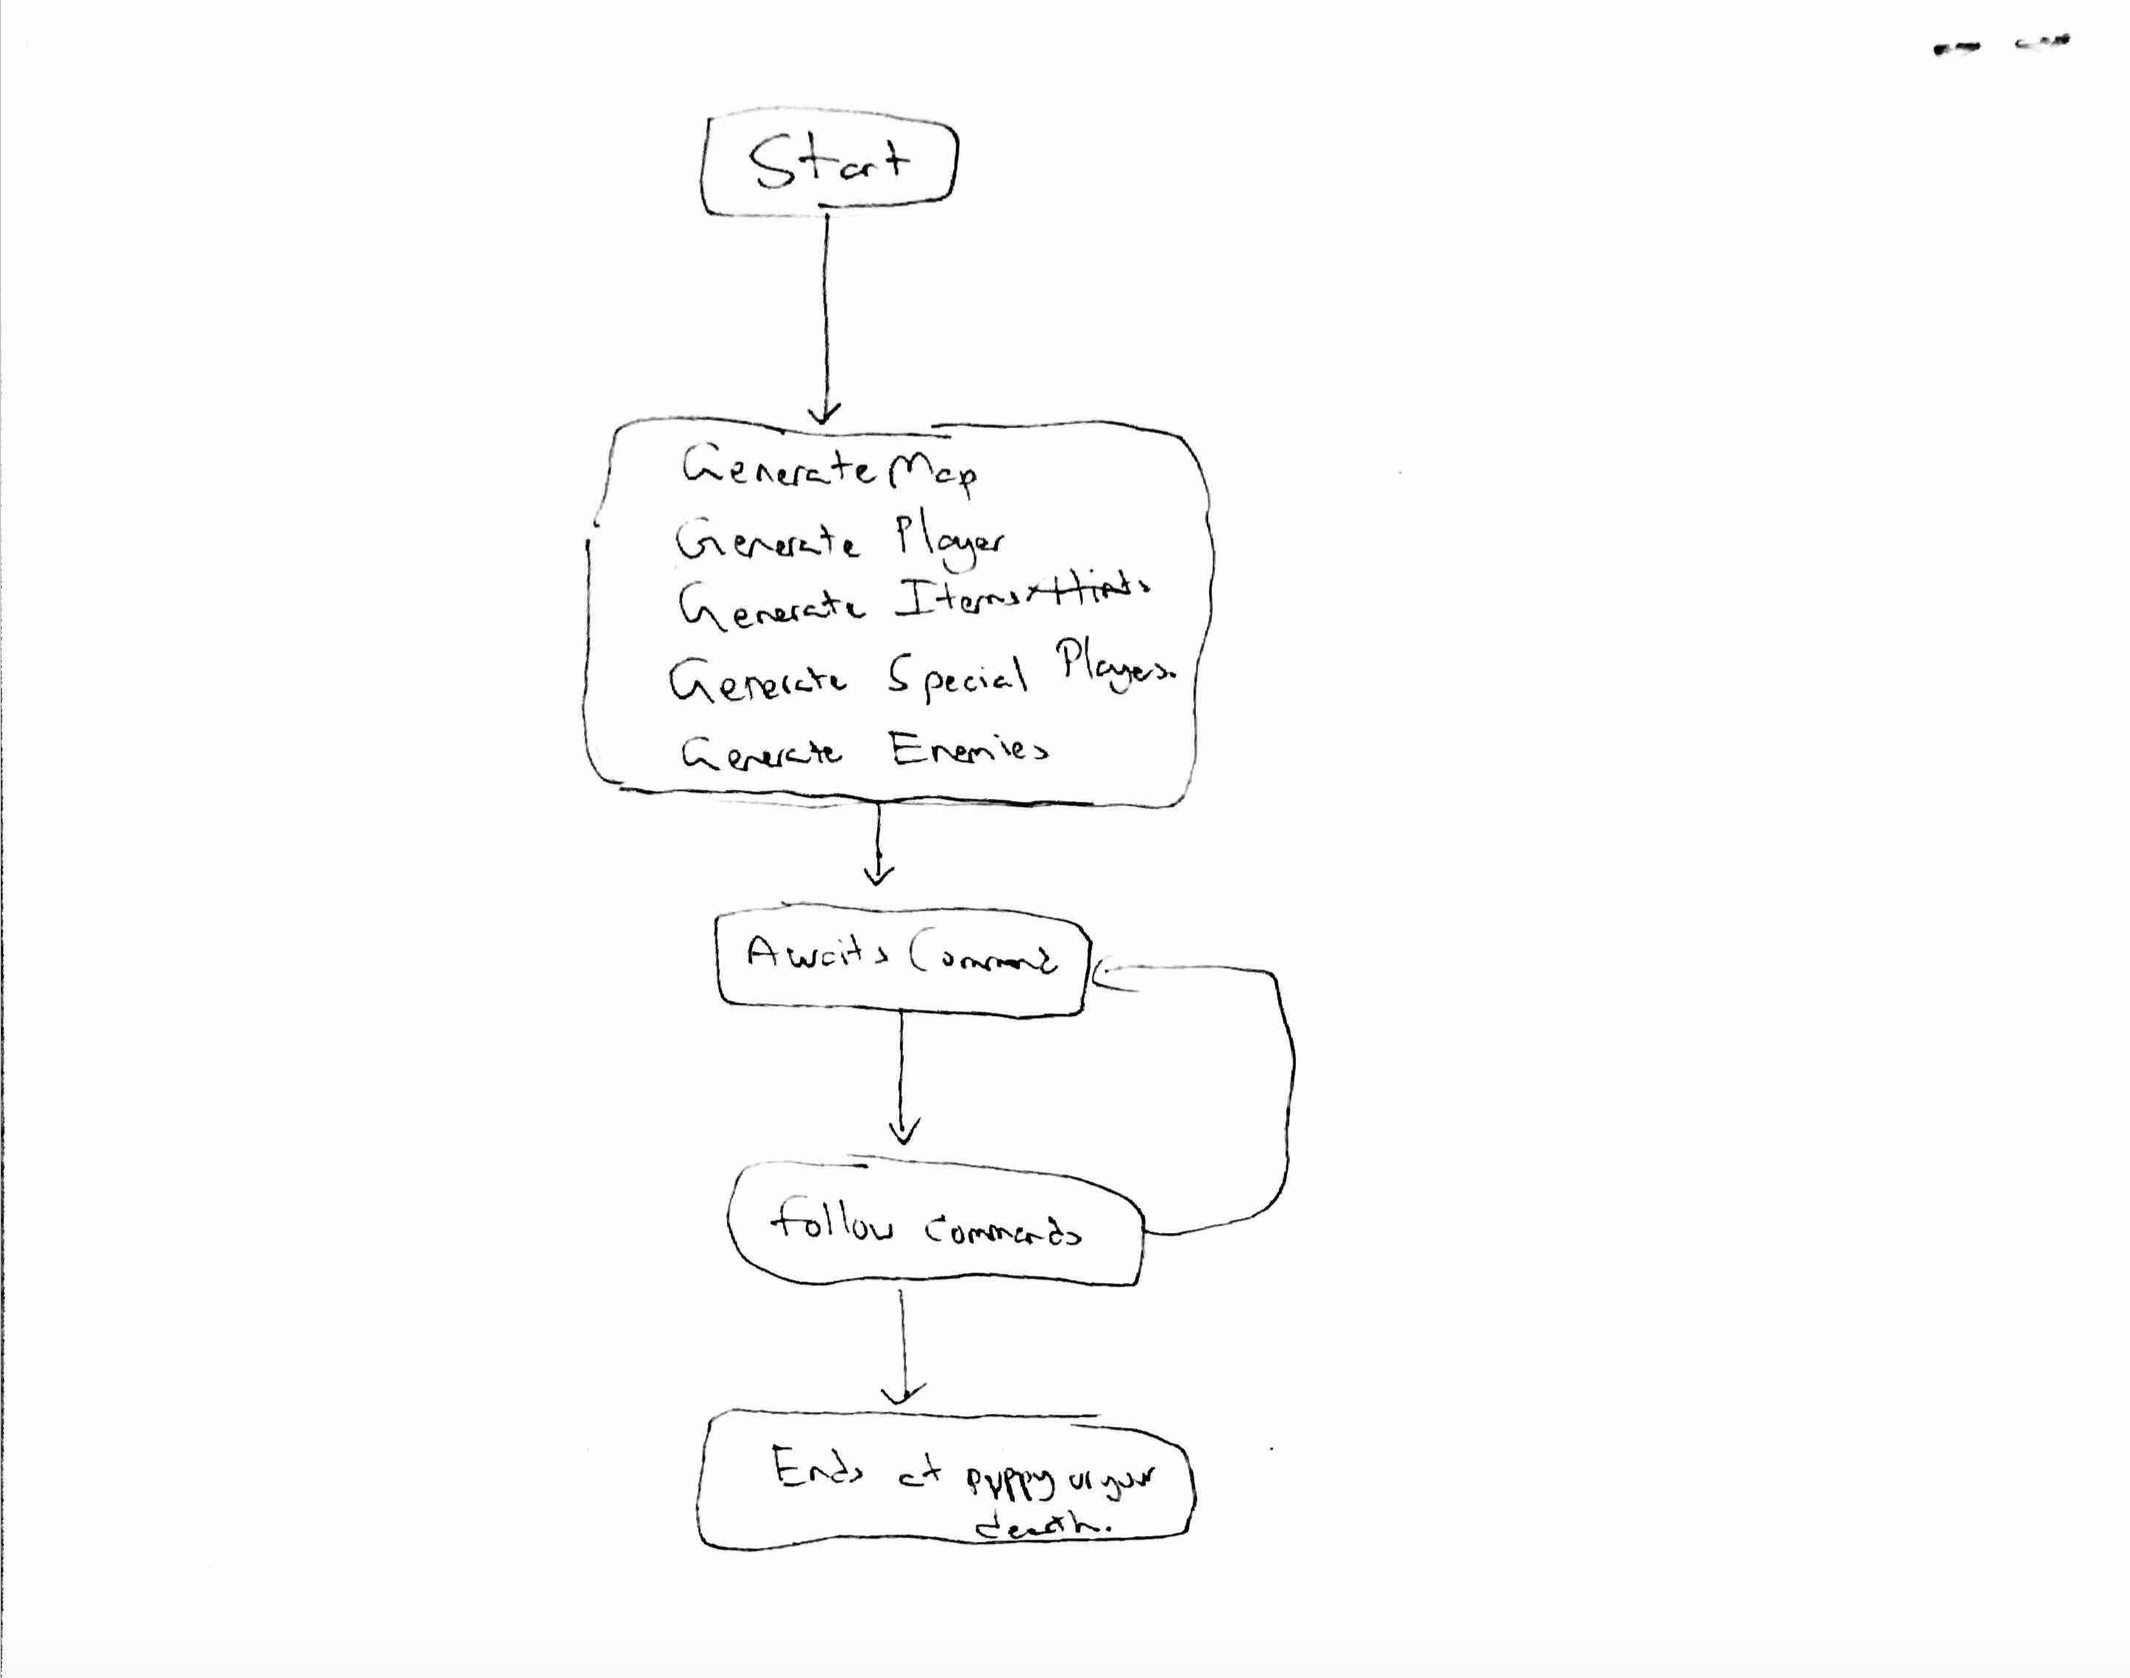 Start
Generate Map
Generate Player
Generate Items + Hints
Generate Special Players.
Generate Enemies
Awaits Command
Follow commands
Ends at puppy or your
death.